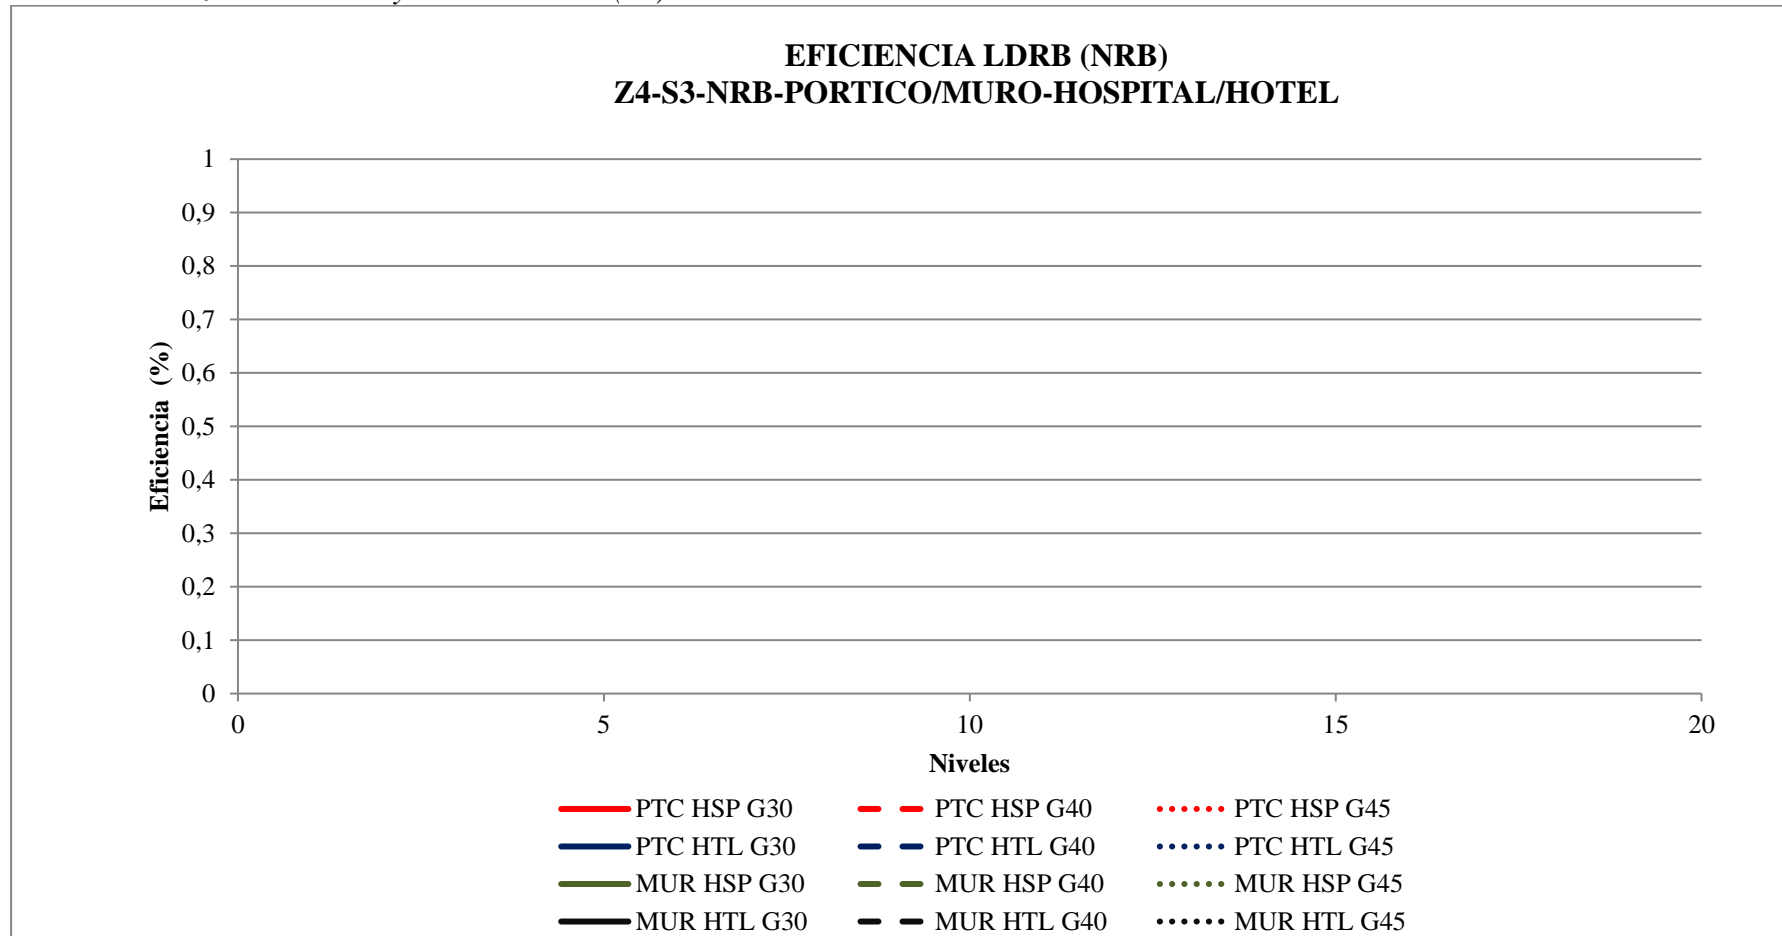 EFICIENCIA LDRB (NRB)
Z4-S3-NRB-PORTICO/MURO-HOSPITAL/HOTEL
1
0,9
0,8
0,7
0,6
0,5
0,4
0,3
0,2
0,1
0
Eficiencia (%)
0 5 10 15 20
Niveles
PTC HSP G30 PTC HSP G40 PTC HSP G45
PTC HTL G30 PTC HTL G40 PTC HTL G45
MUR HSP G30 MUR HSP G40 MUR HSP G45
MUR HTL G30 MUR HTL G40 MUR HTL G45